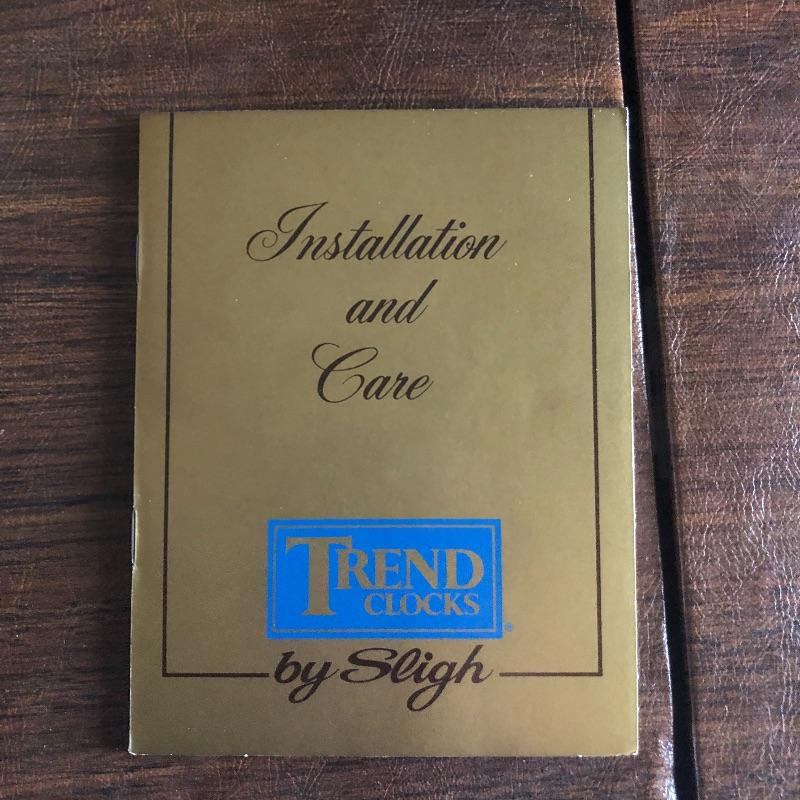 Installation
and
Care
TREND
CLOCKS
®
by Sligh